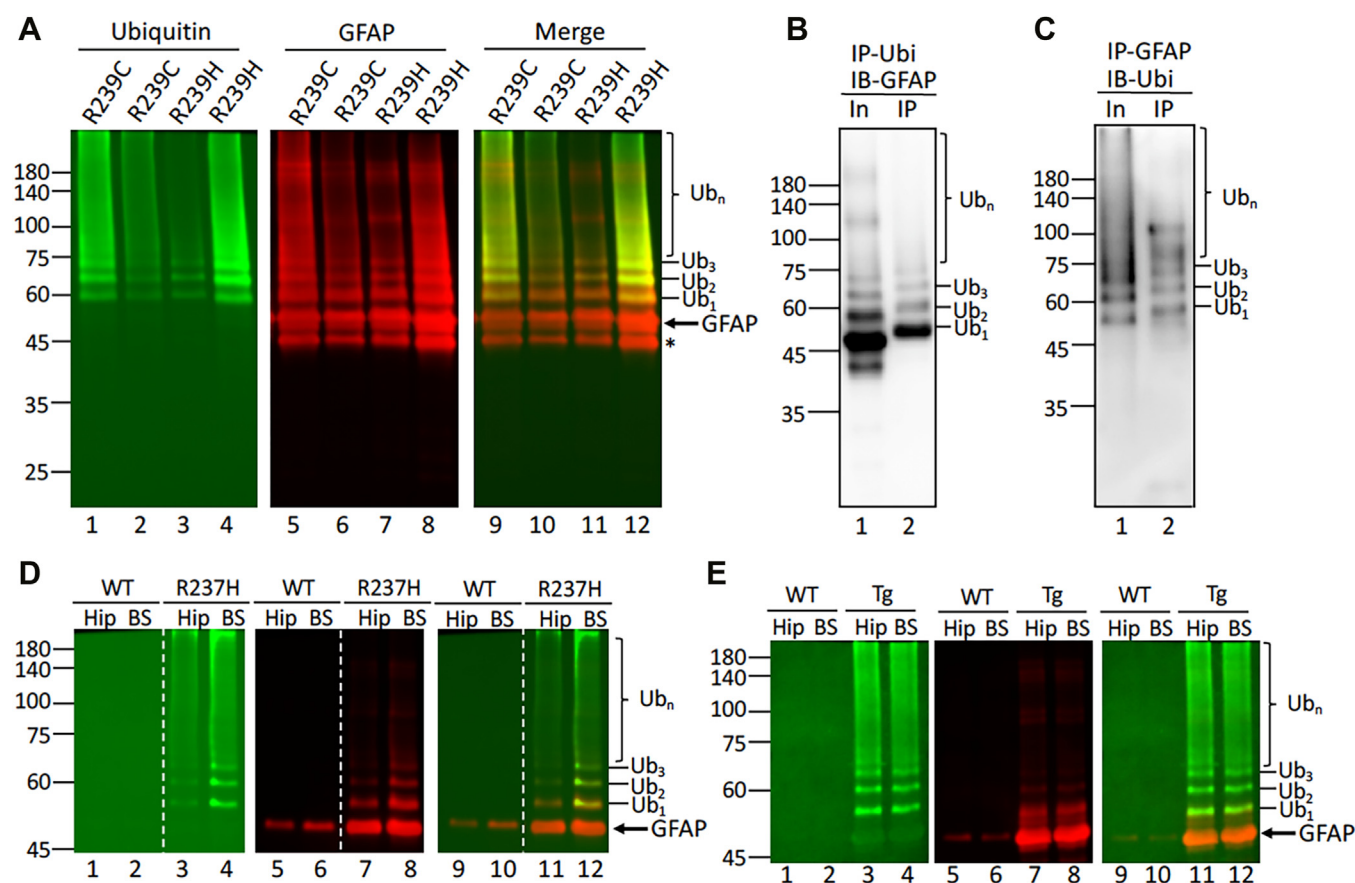 A
Ubiquitin GFAP Merge
R239C R239C R239H R239H R239C R239C R239H R239H R239C R239C R239H R239H
180
140
100
75
60
45
35
25
Ubn
Ub3
Ub2
Ub1
GFAP
*
1 2 3 4 5 6 7 8 9 10 11 12
B
IP-Ubi
IB-GFAP
In IP
180
140
100
75
60
45
35
Ubn
Ub3
Ub2
Ub1
1 2
C
IP-GFAP
IB-Ubi
In IP
180
140
100
75
60
45
35
Ubn
Ub3
Ub2
Ub1
1 2
D
WT R237H WT R237H WT R237H
Hip BS Hip BS Hip BS Hip BS Hip BS Hip BS
180
140
100
75
60
45
Ubn
Ub3
Ub2
Ub1
GFAP
1 2 3 4 5 6 7 8 9 10 11 12
E
WT Tg WT Tg WT Tg
Hip BS Hip BS Hip BS Hip BS Hip BS Hip BS
180
140
100
75
60
45
Ubn
Ub3
Ub2
Ub1
GFAP
1 2 3 4 5 6 7 8 9 10 11 12